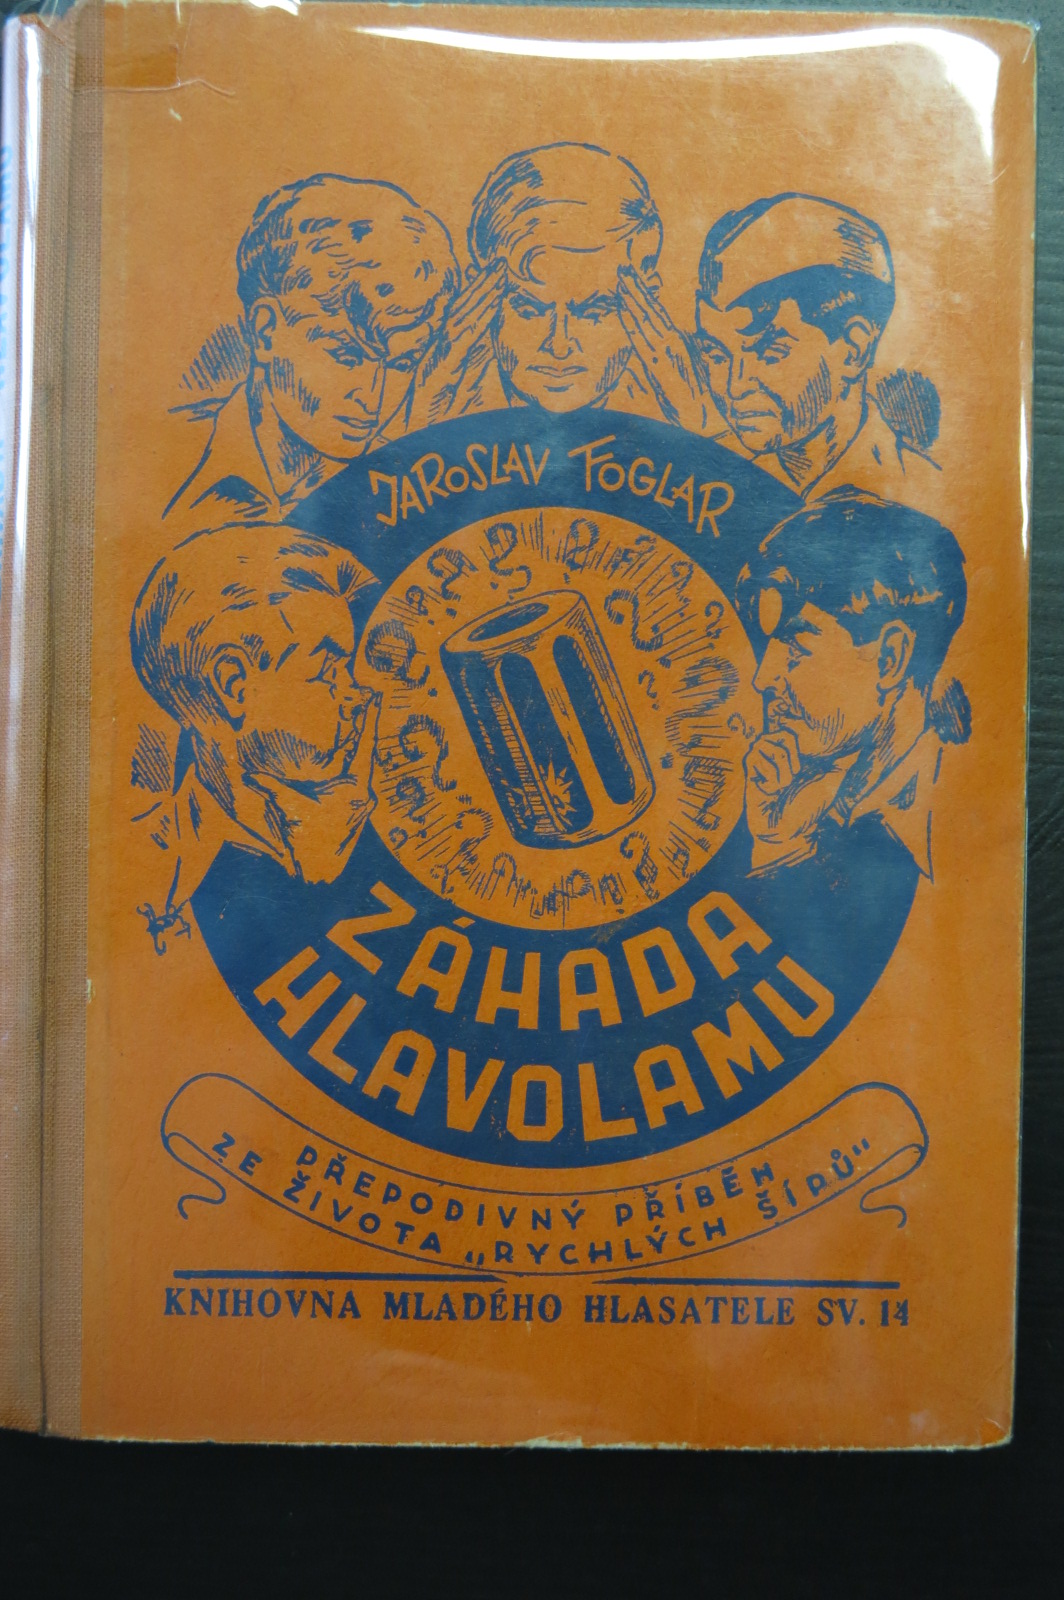 JAROSLAV FOGLAR
ZÁHADA
HLAVOLAMU
PŘEPODIVNÝ PŘÍBĚH
ZE ŽIVOTA „RYCHLÝCH ŠÍPŮ“
KNIHOVNA MLADÉHO HLASATELE SV. 14